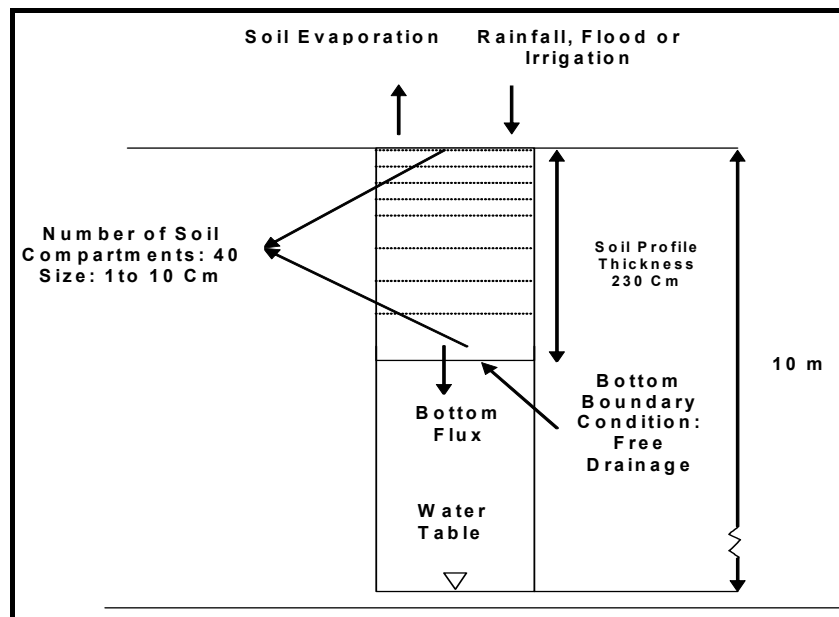 Soil Evaporation
Rainfall, Flood or
Irrigation
Number of Soil
Compartments: 40
Size: 1to 10 Cm
Soil Profile
Thickness
230 Cm
10 m
Bottom
Flux
Bottom
Boundary
Condition:
Free
Drainage
Water
Table